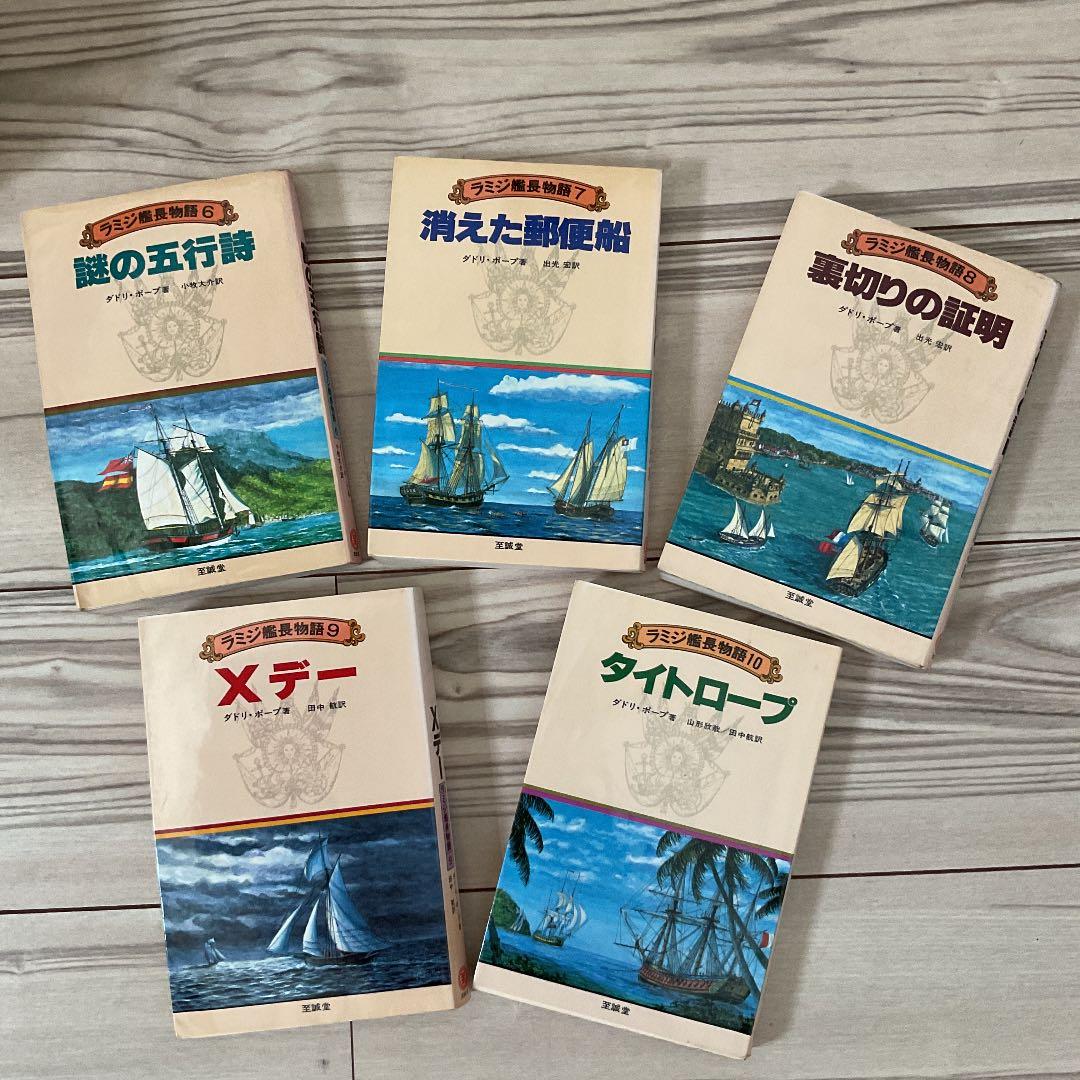 ラミジ艦長物語6
謎の五行詩
ダドリ・ポープ著 小牧大介訳
至誠堂
ラミジ艦長物語7
消えた郵便船
ダドリ・ポープ著 出光 宏訳
至誠堂
ラミジ艦長物語8
裏切りの証明
ダドリ・ポープ著 出光 宏訳
至誠堂
ラミジ艦長物語9
Xデー
ダドリ・ポープ著 田中 航訳
至誠堂
Xデー
ラミジ艦長物語10
タイトロープ
ダドリ・ポープ著 山形欣哉/田中航訳
至誠堂